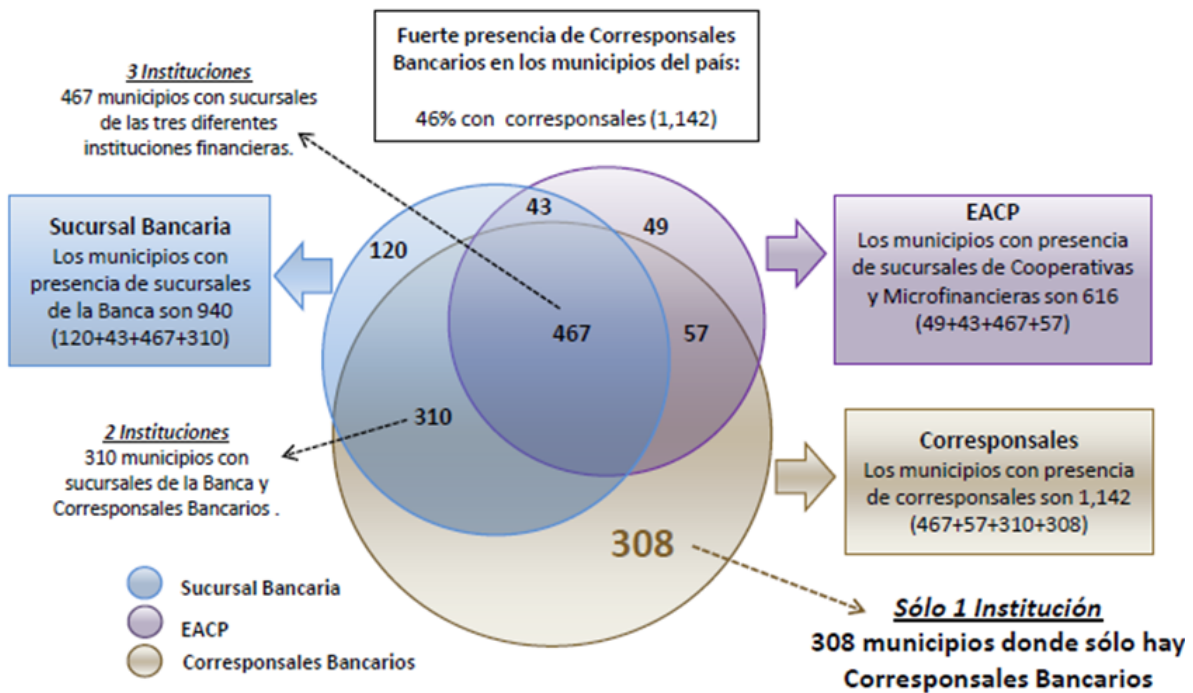 Fuerte presencia de Corresponsales
Bancarios en los municipios del país:
46% con corresponsales (1,142)
3 Instituciones
467 municipios con sucursales
de las tres diferentes
instituciones financieras.
Sucursal Bancaria
Los municipios con
presencia de sucursales
de la Banca son 940
(120+43+467+310)
2 Instituciones
310 municipios con
sucursales de la Banca y
Corresponsales Bancarios .
43
49
120
467
57
310
308
EACP
Los municipios con presencia
de sucursales de Cooperativas
y Microfinancieras son 616
(49+43+467+57)
Corresponsales
Los municipios con presencia
de corresponsales son 1,142
(467+57+310+308)
Sucursal Bancaria
EACP
Corresponsales Bancarios
Sólo 1 Institución
308 municipios donde sólo hay
Corresponsales Bancarios